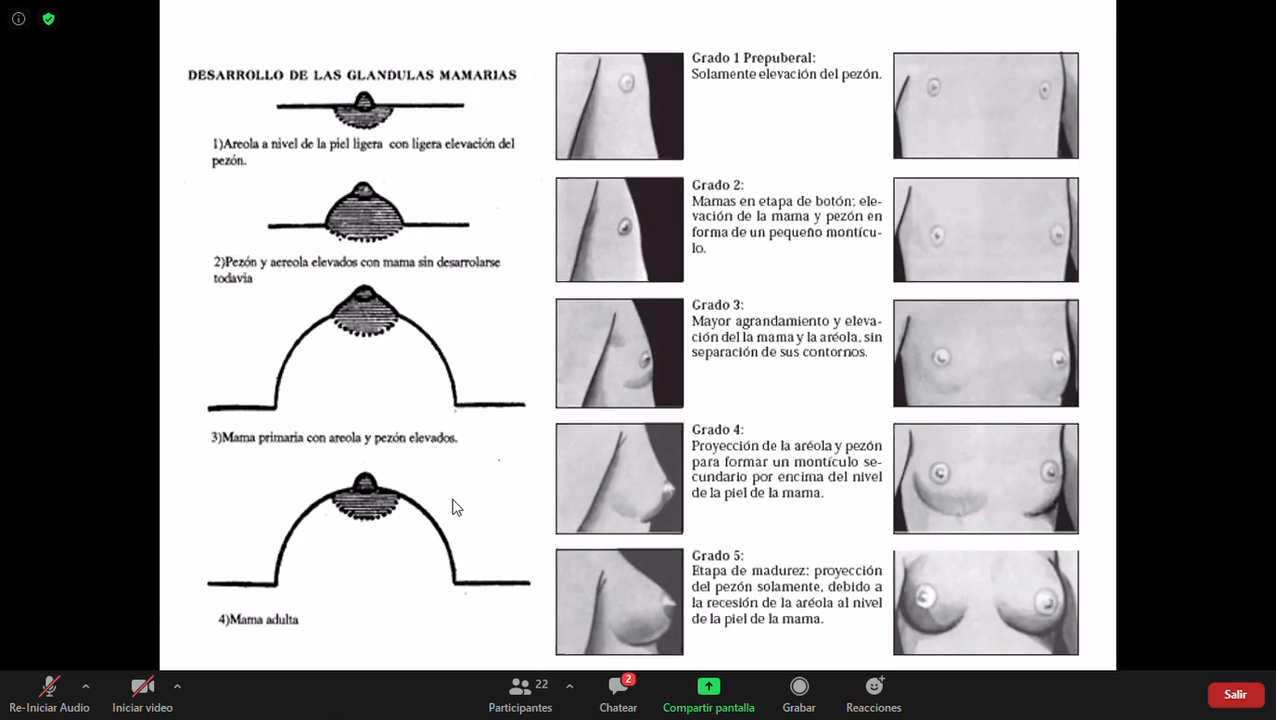 DESARROLLO DE LAS GLANDULAS MAMARIAS
1)Areola a nivel de la piel ligera con ligera elevación del
pezón.
2)Pezón y aereola elevados con mama sin desarrolarse
todavia
3)Mama primaria con areola y pezón elevados.
4)Mama adulta
Grado 1 Prepuberal:
Solamente elevación del pezón.
Grado 2:
Mamas en etapa de botón; ele-
vación de la mama y pezón en
forma de un pequeño montícu-
lo.
Grado 3:
Mayor agrandamiento y eleva-
ción del la mama y la aréola, sin
separación de sus contornos.
Grado 4:
Proyección de la aréola y pezón
para formar un montículo se-
cundario por encima del nivel
de la piel de la mama.
Grado 5:
Etapa de madurez: proyección
del pezón solamente, debido a
la recesión de la aréola al nivel
de la piel de la mama.
Re-Iniciar Audio
Iniciar video
22
Participantes
2
Chatear
Compartir pantalla
Grabar
Reacciones
Salir